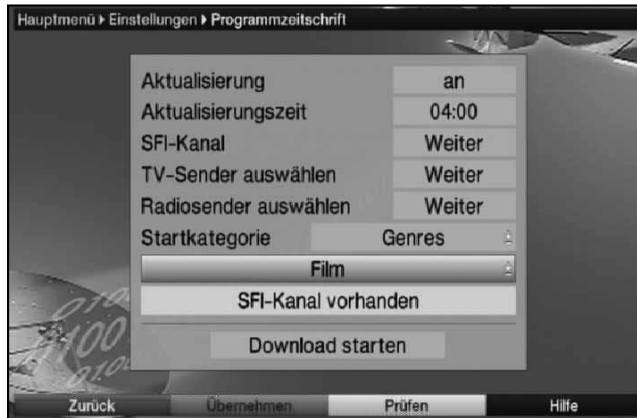 Hauptmenü ▸ Einstellungen ▸ Programmzeitschrift
Aktualisierung an
Aktualisierungszeit 04:00
SFI-Kanal Weiter
TV-Sender auswählen Weiter
Radiosender auswählen Weiter
Startkategorie Genres
Film
SFI-Kanal vorhanden
Download starten
Zurück Übernehmen Prüfen Hilfe